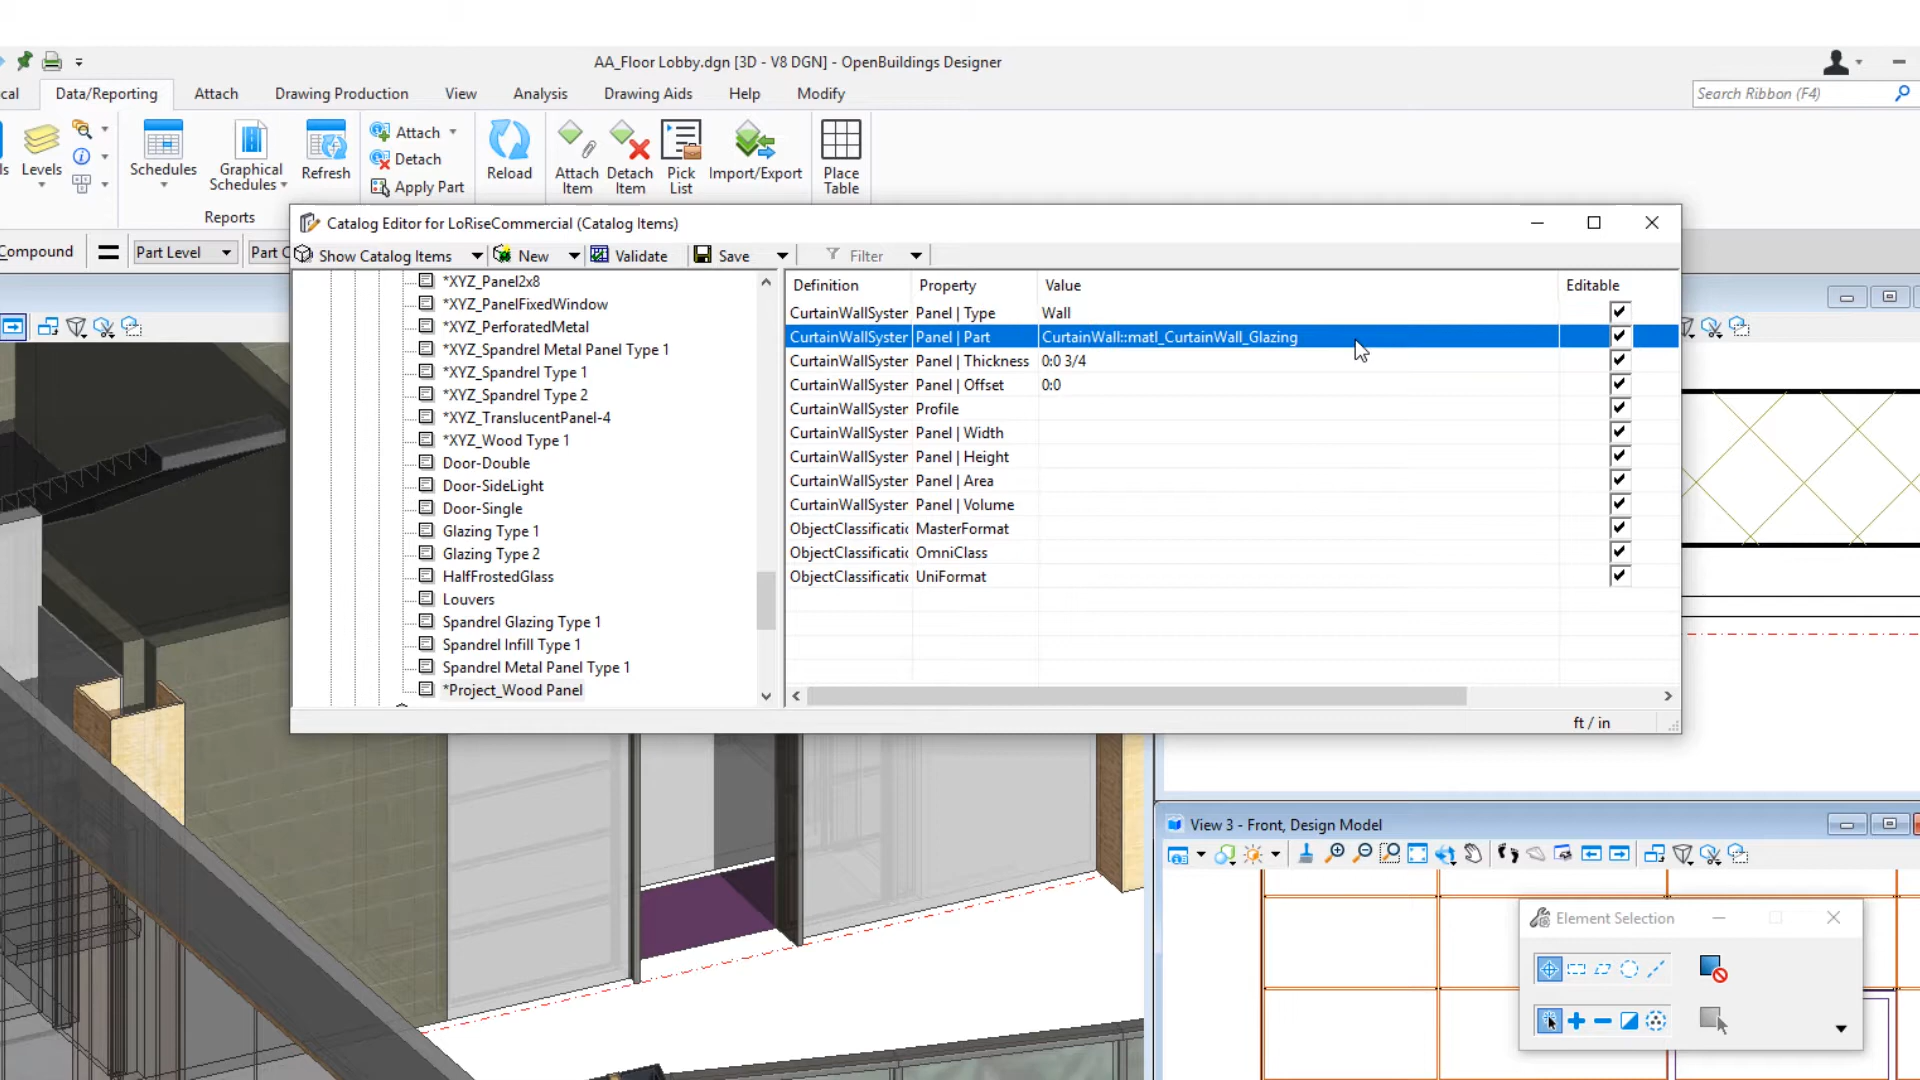 AA_Floor Lobby.dgn [3D - V8 DGN] - OpenBuildings Designer
cal Data/Reporting Attach Drawing Production View Analysis Drawing Aids Help Modify Search Ribbon (F4)
Levels
Schedules
Graphical Schedules
Refresh
Reports
Attach
Detach
Apply Part
Reload
Attach Item
Detach Item
Pick List
Import/Export
Place Table
Compound Part Level Part C
Catalog Editor for LoRiseCommercial (Catalog Items)
Show Catalog Items New Validate Save Filter
*XYZ_Panel2x8
*XYZ_PanelFixedWindow
*XYZ_PerforatedMetal
*XYZ_Spandrel Metal Panel Type 1
*XYZ_Spandrel Type 1
*XYZ_Spandrel Type 2
*XYZ_TranslucentPanel-4
*XYZ_Wood Type 1
Door-Double
Door-SideLight
Door-Single
Glazing Type 1
Glazing Type 2
HalfFrostedGlass
Louvers
Spandrel Glazing Type 1
Spandrel Infill Type 1
Spandrel Metal Panel Type 1
*Project_Wood Panel
Definition Property Value Editable
CurtainWallSyster Panel | Type Wall
CurtainWallSyster Panel | Part CurtainWall::matl_CurtainWall_Glazing
CurtainWallSyster Panel | Thickness 0:0 3/4
CurtainWallSyster Panel | Offset 0:0
CurtainWallSyster Profile
CurtainWallSyster Panel | Width
CurtainWallSyster Panel | Height
CurtainWallSyster Panel | Area
CurtainWallSyster Panel | Volume
ObjectClassificatic MasterFormat
ObjectClassificatic OmniClass
ObjectClassificatic UniFormat
ft / in
View 3 - Front, Design Model
Element Selection